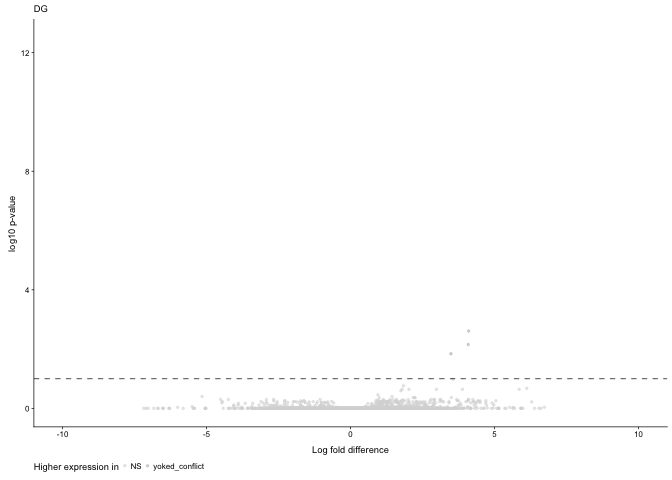 DG
12
8
4
0
log10 p-value
-10
-5
0
5
10
Log fold difference
Higher expression in NS yoked_conflict